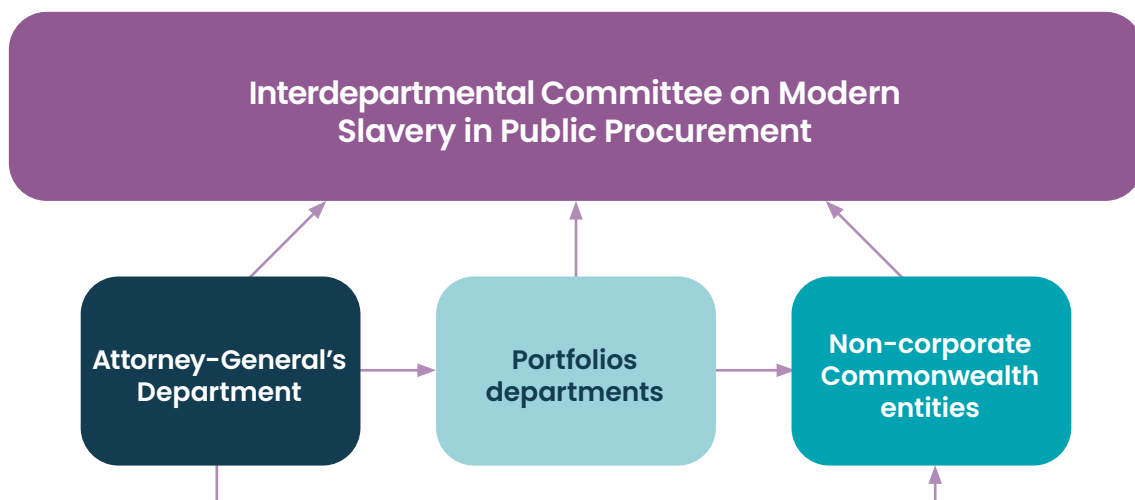 Interdepartmental Committee on Modern
Slavery in Public Procurement
Attorney-General’s
Department
Portfolios
departments
Non-corporate
Commonwealth
entities